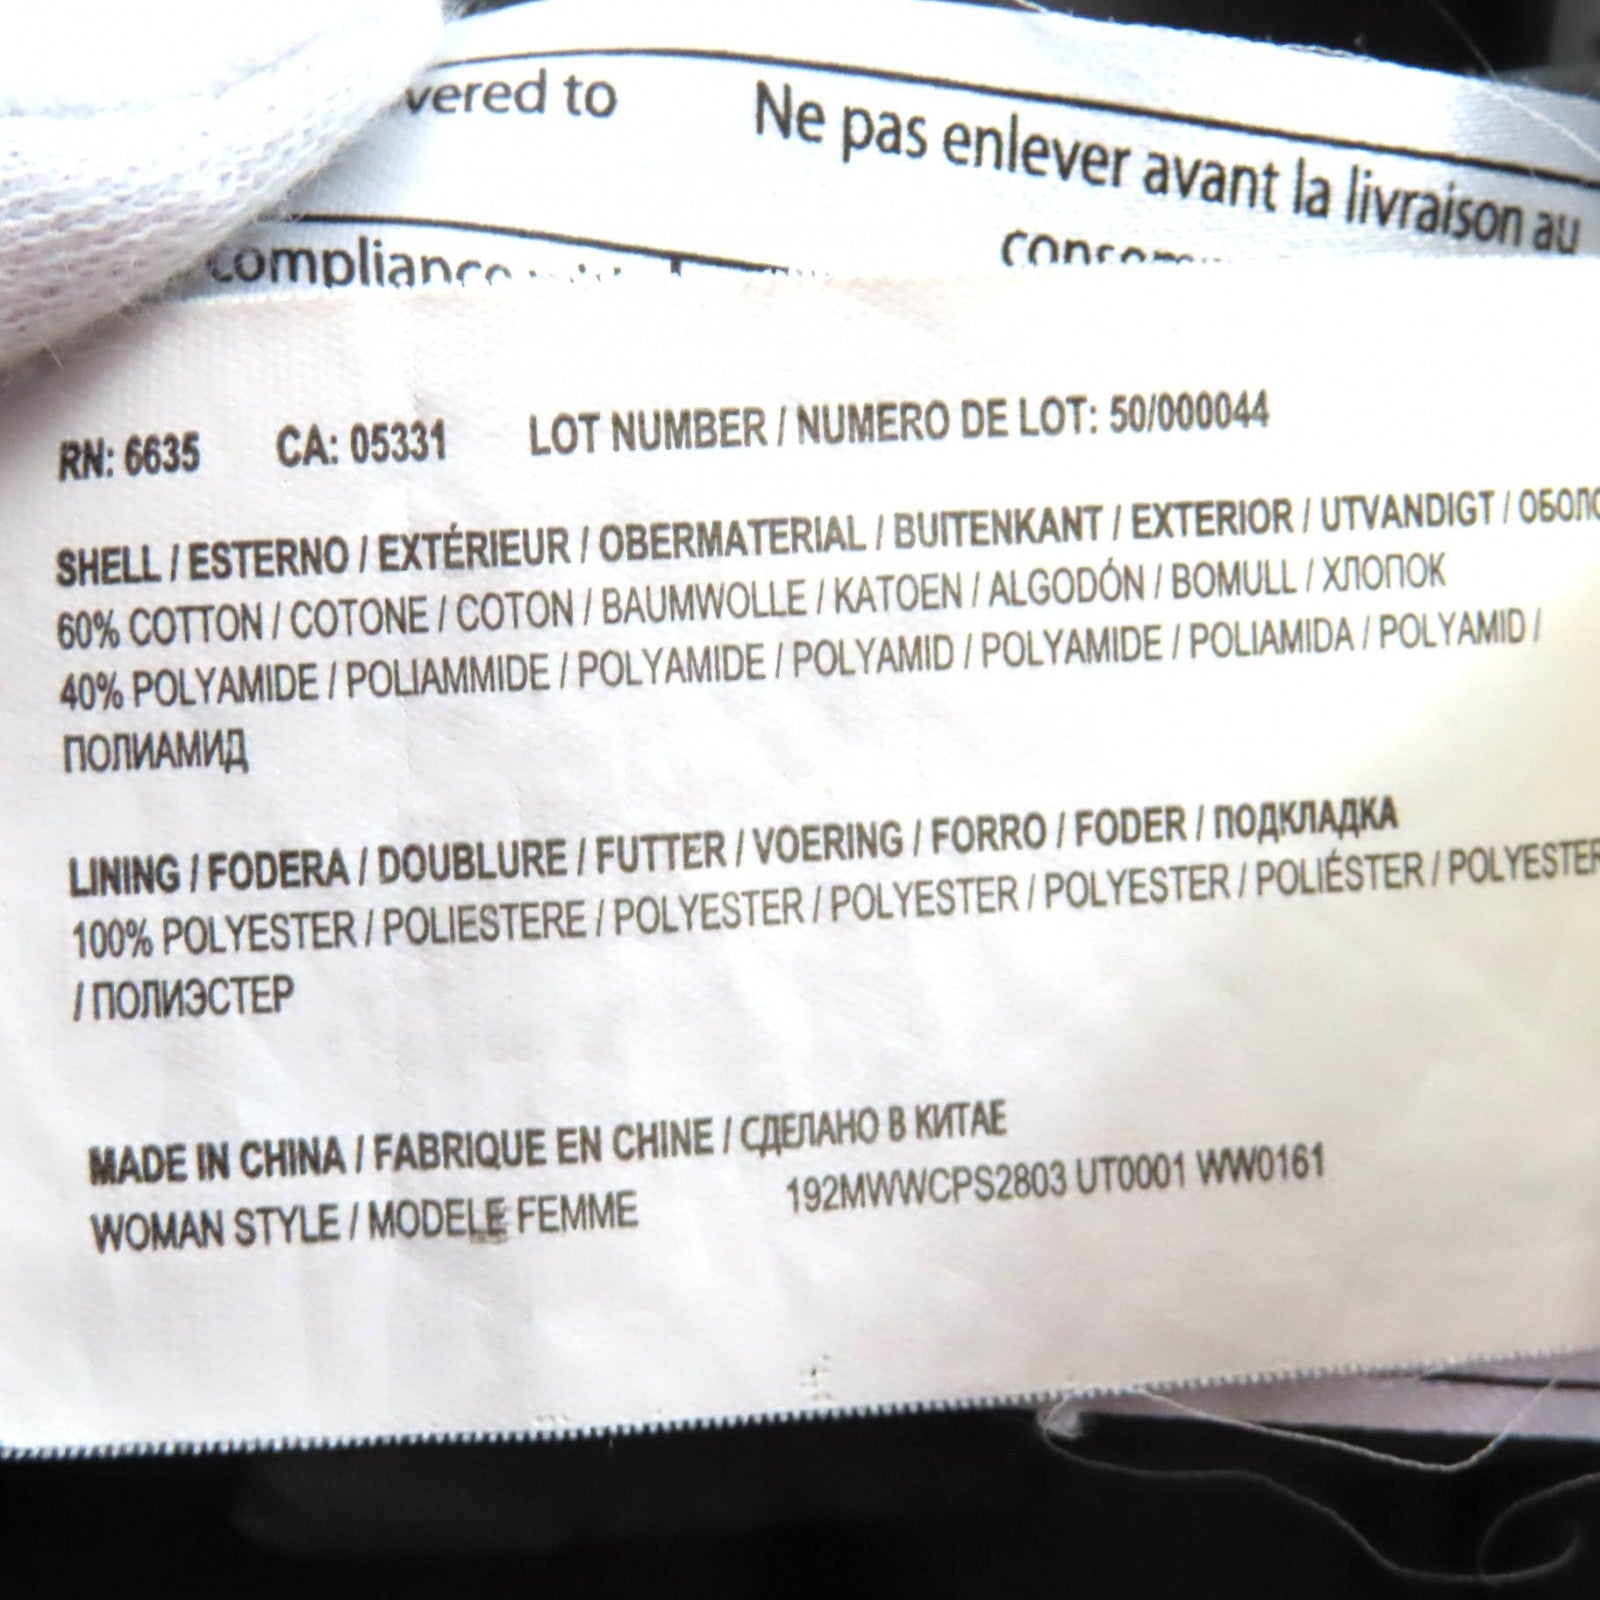 vered to
Ne pas enlever avant la livraison au
compliance
RN: 6635 CA: 05331 LOT NUMBER / NUMERO DE LOT: 50/000044
SHELL / ESTERNO / EXTÉRIEUR / OBERMATERIAL / BUITENKANT / EXTERIOR / UTVANDIGT / ОБОЛО
60% COTTON / COTONE / COTON / BAUMWOLLE / KATOEN / ALGODÓN / BOMULL / ХЛОПОК
40% POLYAMIDE / POLIAMMIDE / POLYAMIDE / POLYAMID / POLYAMIDE / POLIAMIDA / POLYAMID /
ПОЛИАМИД
LINING / FODERA / DOUBLURE / FUTTER / VOERING / FORRO / FODER / ПОДКЛАДКА
100% POLYESTER / POLIESTERE / POLYESTER / POLYESTER / POLYESTER / POLIÉSTER / POLYESTER
/ ПОЛИЭСТЕР
MADE IN CHINA / FABRIQUE EN CHINE / СДЕЛАНО В КИТАЕ
WOMAN STYLE / MODELE FEMME 192MWWCPS2803 UT0001 WW0161